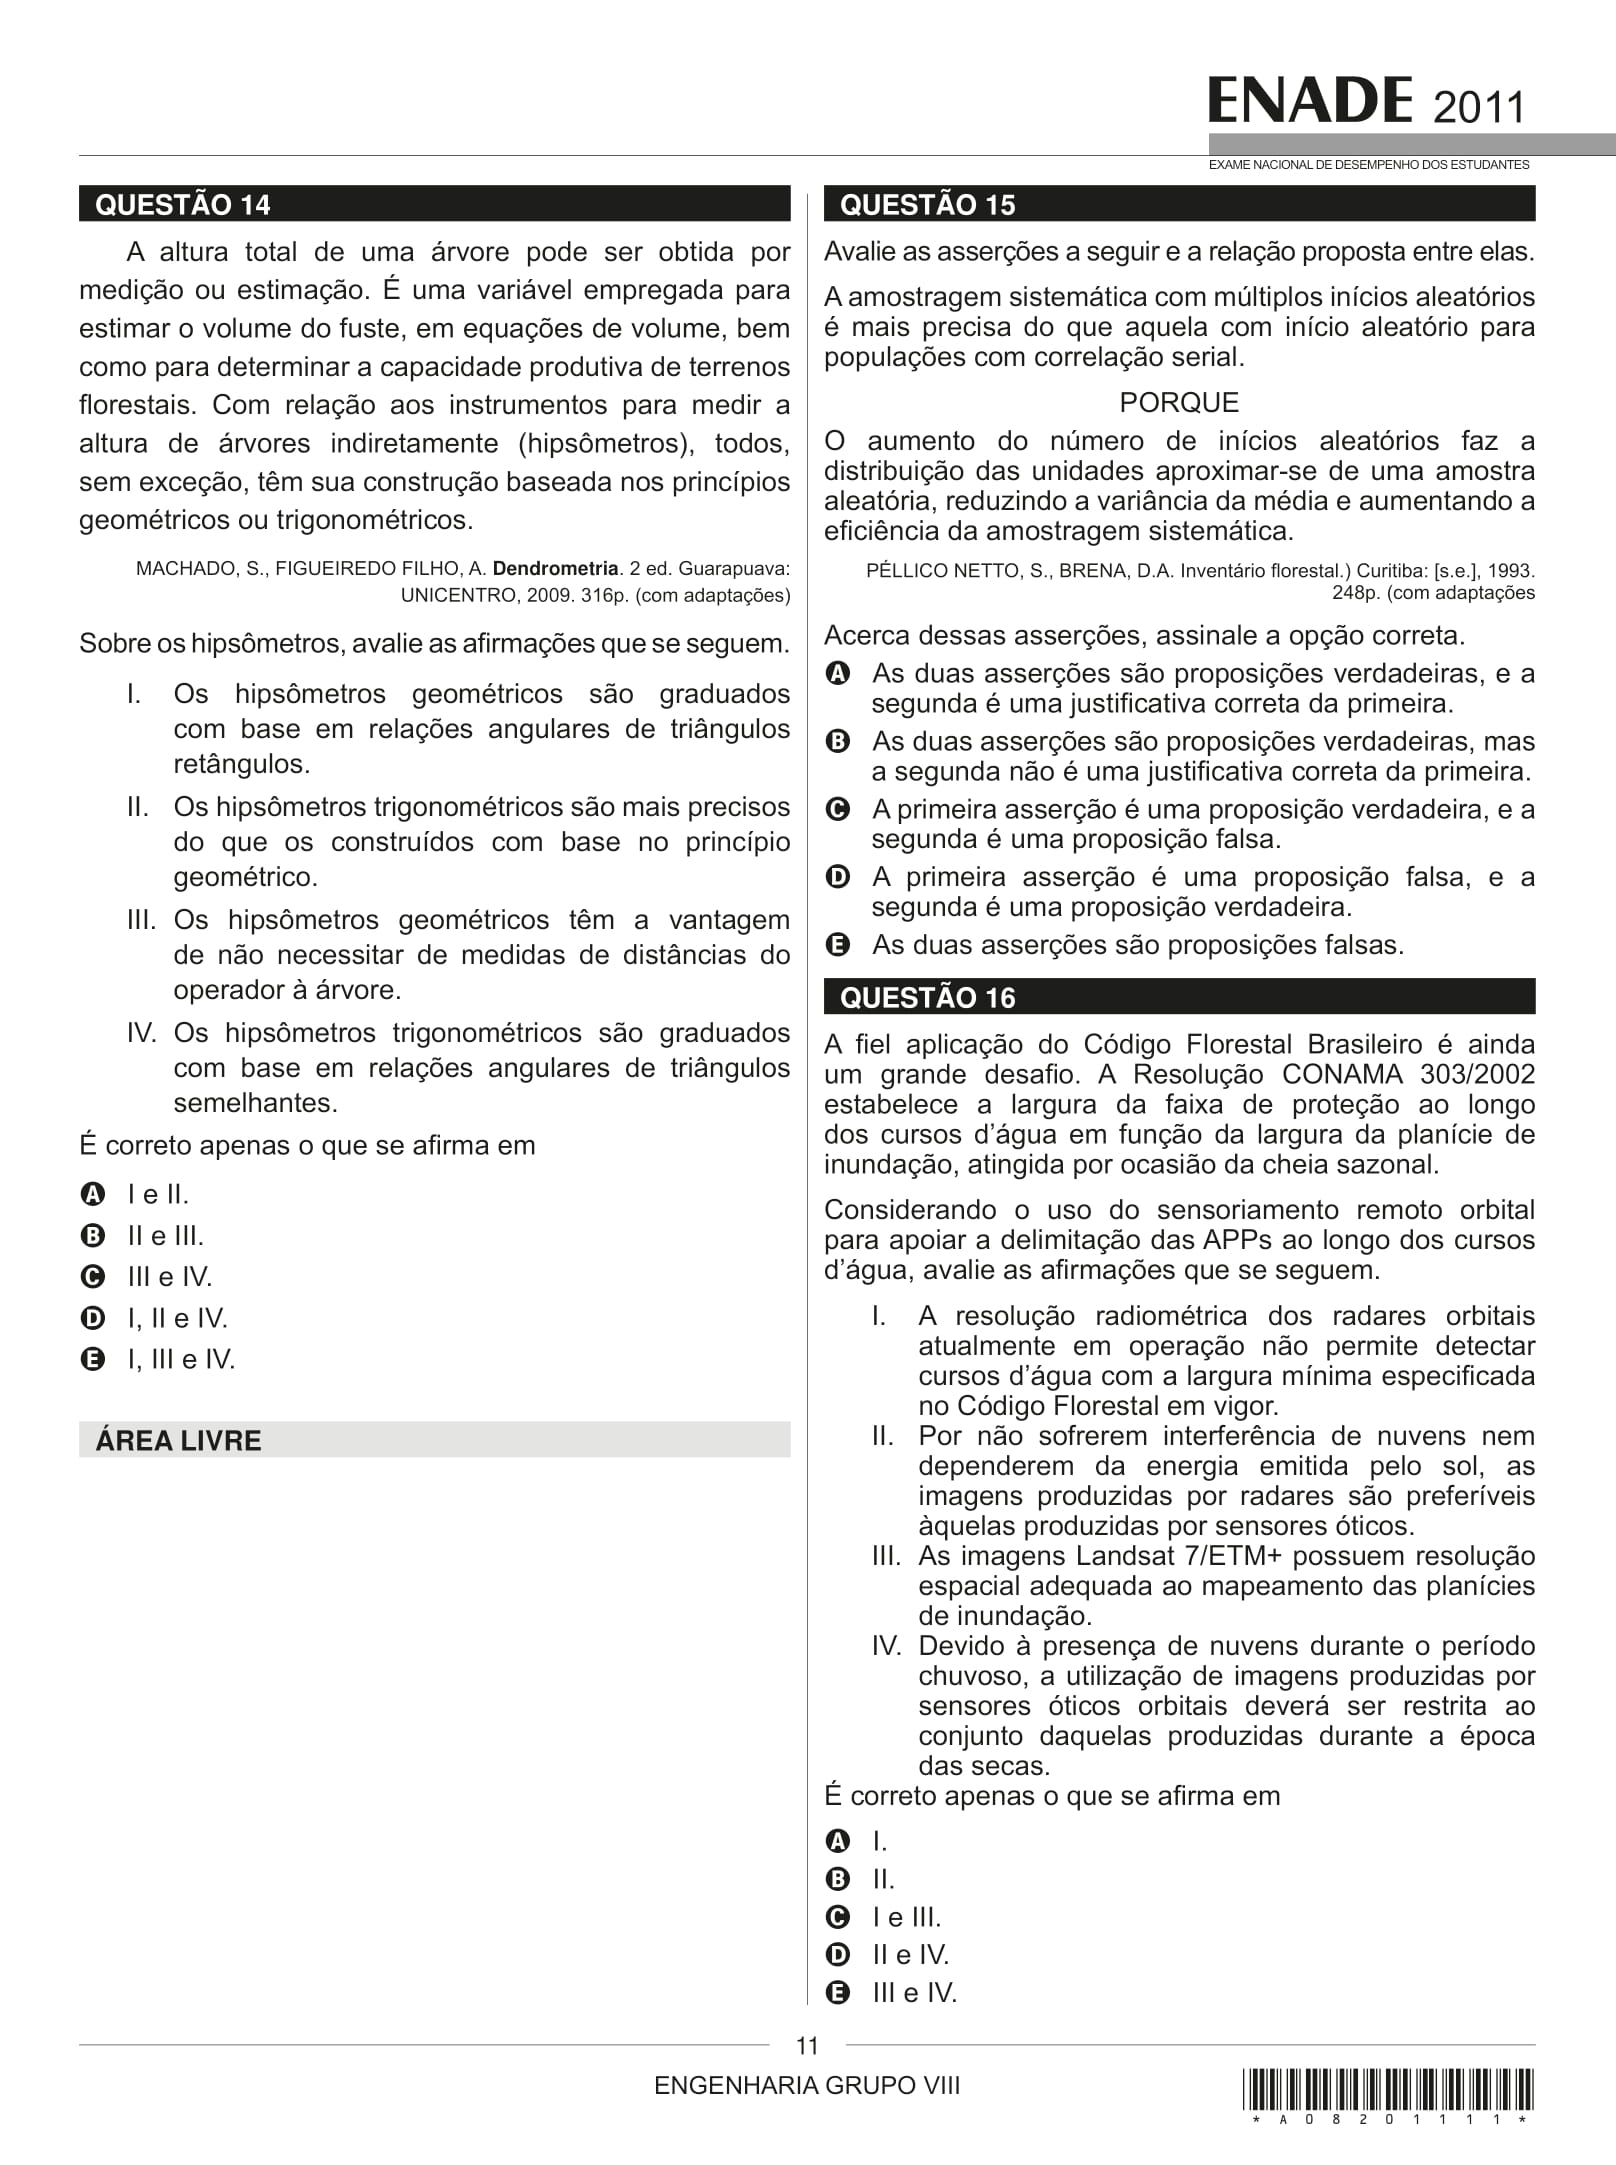 ENADE 2011
EXAME NACIONAL DE DESEMPENHO DOS ESTUDANTES
QUESTÃO 14
A altura total de uma árvore pode ser obtida por
medição ou estimação. É uma variável empregada para
estimar o volume do fuste, em equações de volume, bem
como para determinar a capacidade produtiva de terrenos
florestais. Com relação aos instrumentos para medir a
altura de árvores indiretamente (hipsômetros), todos,
sem exceção, têm sua construção baseada nos princípios
geométricos ou trigonométricos.
MACHADO, S., FIGUEIREDO FILHO, A. Dendrometria. 2 ed. Guarapuava:
UNICENTRO, 2009. 316p. (com adaptações)
Sobre os hipsômetros, avalie as afirmações que se seguem.
I. Os hipsômetros geométricos são graduados
com base em relações angulares de triângulos
retângulos.
II. Os hipsômetros trigonométricos são mais precisos
do que os construídos com base no princípio
geométrico.
III. Os hipsômetros geométricos têm a vantagem
de não necessitar de medidas de distâncias do
operador à árvore.
IV. Os hipsômetros trigonométricos são graduados
com base em relações angulares de triângulos
semelhantes.
É correto apenas o que se afirma em
A I e II.
B II e III.
C III e IV.
D I, II e IV.
E I, III e IV.
ÁREA LIVRE
QUESTÃO 15
Avalie as asserções a seguir e a relação proposta entre elas.
A amostragem sistemática com múltiplos inícios aleatórios
é mais precisa do que aquela com início aleatório para
populações com correlação serial.
PORQUE
O aumento do número de inícios aleatórios faz a
distribuição das unidades aproximar-se de uma amostra
aleatória, reduzindo a variância da média e aumentando a
eficiência da amostragem sistemática.
PÉLLICO NETTO, S., BRENA, D.A. Inventário florestal.) Curitiba: [s.e.], 1993.
248p. (com adaptações
Acerca dessas asserções, assinale a opção correta.
A As duas asserções são proposições verdadeiras, e a
segunda é uma justificativa correta da primeira.
B As duas asserções são proposições verdadeiras, mas
a segunda não é uma justificativa correta da primeira.
C A primeira asserção é uma proposição verdadeira, e a
segunda é uma proposição falsa.
D A primeira asserção é uma proposição falsa, e a
segunda é uma proposição verdadeira.
E As duas asserções são proposições falsas.
QUESTÃO 16
A fiel aplicação do Código Florestal Brasileiro é ainda
um grande desafio. A Resolução CONAMA 303/2002
estabelece a largura da faixa de proteção ao longo
dos cursos d’água em função da largura da planície de
inundação, atingida por ocasião da cheia sazonal.
Considerando o uso do sensoriamento remoto orbital
para apoiar a delimitação das APPs ao longo dos cursos
d’água, avalie as afirmações que se seguem.
I. A resolução radiométrica dos radares orbitais
atualmente em operação não permite detectar
cursos d’água com a largura mínima especificada
no Código Florestal em vigor.
II. Por não sofrerem interferência de nuvens nem
dependerem da energia emitida pelo sol, as
imagens produzidas por radares são preferíveis
àquelas produzidas por sensores óticos.
III. As imagens Landsat 7/ETM+ possuem resolução
espacial adequada ao mapeamento das planícies
de inundação.
IV. Devido à presença de nuvens durante o período
chuvoso, a utilização de imagens produzidas por
sensores óticos orbitais deverá ser restrita ao
conjunto daquelas produzidas durante a época
das secas.
É correto apenas o que se afirma em
A I.
B II.
C I e III.
D II e IV.
E III e IV.
11
ENGENHARIA GRUPO VIII
* A 0 8 2 0 1 1 1 1 *